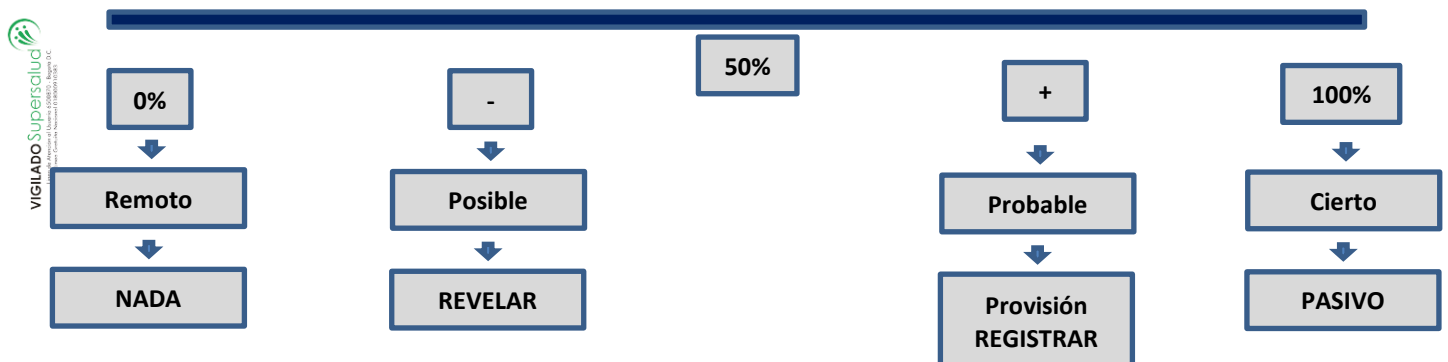 50%
0%
-
+
100%
Remoto
Posible
Probable
Cierto
NADA
REVELAR
Provisión
REGISTRAR
PASIVO
VIGILADO Supersalud